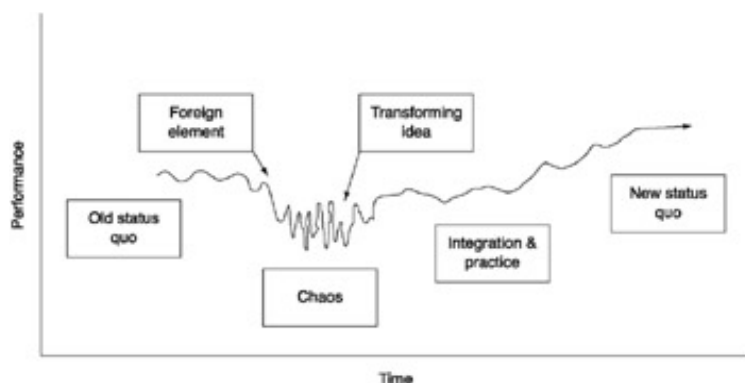 Foreign
element
Transforming
idea
Performance
Old status
quo
New status
quo
Integration &
practice
Chaos
Time